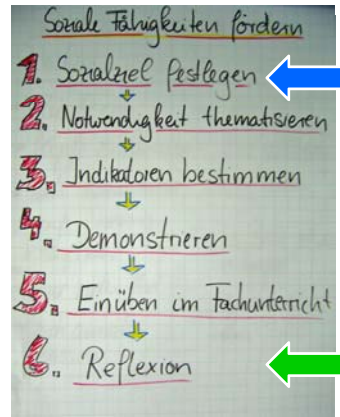 Soziale Fähigkeiten fördern
1. Sozialziel festlegen
2. Notwendigkeit thematisieren
3. Indikatoren bestimmen
4. Demonstrieren
5. Einüben im Fachunterricht
6. Reflexion